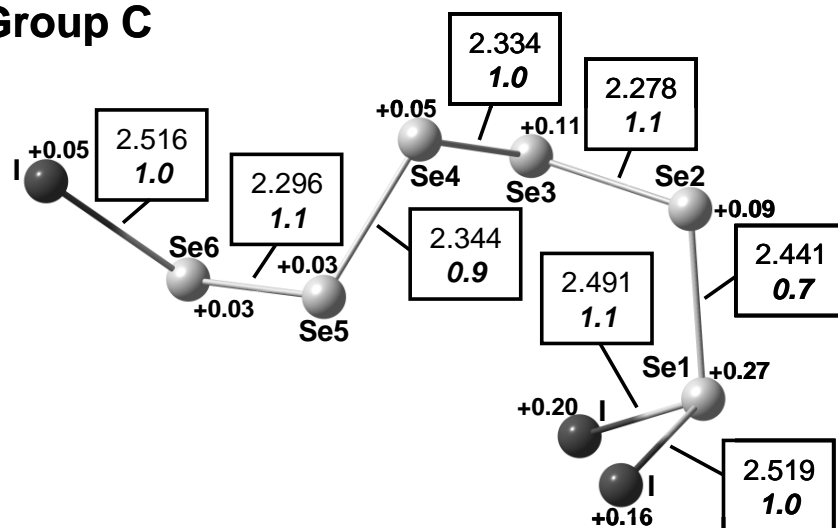 Group C
2.334
1.0
2.278
1.1
+0.05
+0.11
2.516
1.0
I
+0.05
Se4
Se3
Se2
+0.09
2.296
1.1
Se6
+0.03
+0.03
Se5
2.344
0.9
2.441
0.7
2.491
1.1
Se1
+0.27
+0.20
I
I
+0.16
2.519
1.0